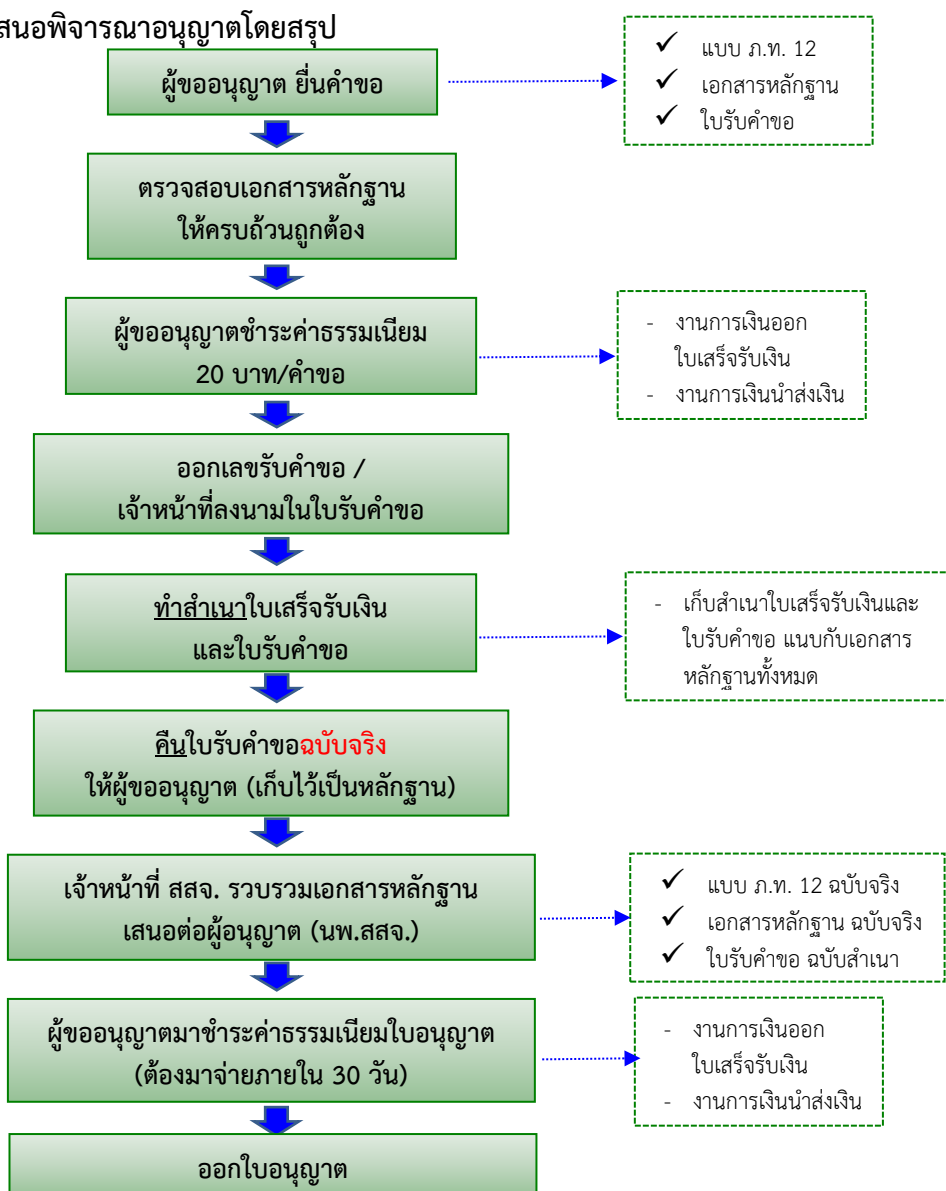 สนอพิจารณาอนุญาตโดยสรุป
ผู้ขออนุญาต ยื่นคำขอ
✓ แบบ ภ.ท. 12
✓ เอกสารหลักฐาน
✓ ใบรับคำขอ
ตรวจสอบเอกสารหลักฐาน
ให้ครบถ้วนถูกต้อง
ผู้ขออนุญาตชำระค่าธรรมเนียม
20 บาท/คำขอ
- งานการเงินออก
ใบเสร็จรับเงิน
- งานการเงินนำส่งเงิน
ออกเลขรับคำขอ /
เจ้าหน้าที่ลงนามในใบรับคำขอ
ทำสำเนาใบเสร็จรับเงิน
และใบรับคำขอ
- เก็บสำเนาใบเสร็จรับเงินและ
ใบรับคำขอ แนบกับเอกสาร
หลักฐานทั้งหมด
คืนใบรับคำขอฉบับจริง
ให้ผู้ขออนุญาต (เก็บไว้เป็นหลักฐาน)
เจ้าหน้าที่ สสจ. รวบรวมเอกสารหลักฐาน
เสนอต่อผู้อนุญาต (นพ.สสจ.)
✓ แบบ ภ.ท. 12 ฉบับจริง
✓ เอกสารหลักฐาน ฉบับจริง
✓ ใบรับคำขอ ฉบับสำเนา
ผู้ขออนุญาตมาชำระค่าธรรมเนียมใบอนุญาต
(ต้องมาจ่ายภายใน 30 วัน)
- งานการเงินออก
ใบเสร็จรับเงิน
- งานการเงินนำส่งเงิน
ออกใบอนุญาต